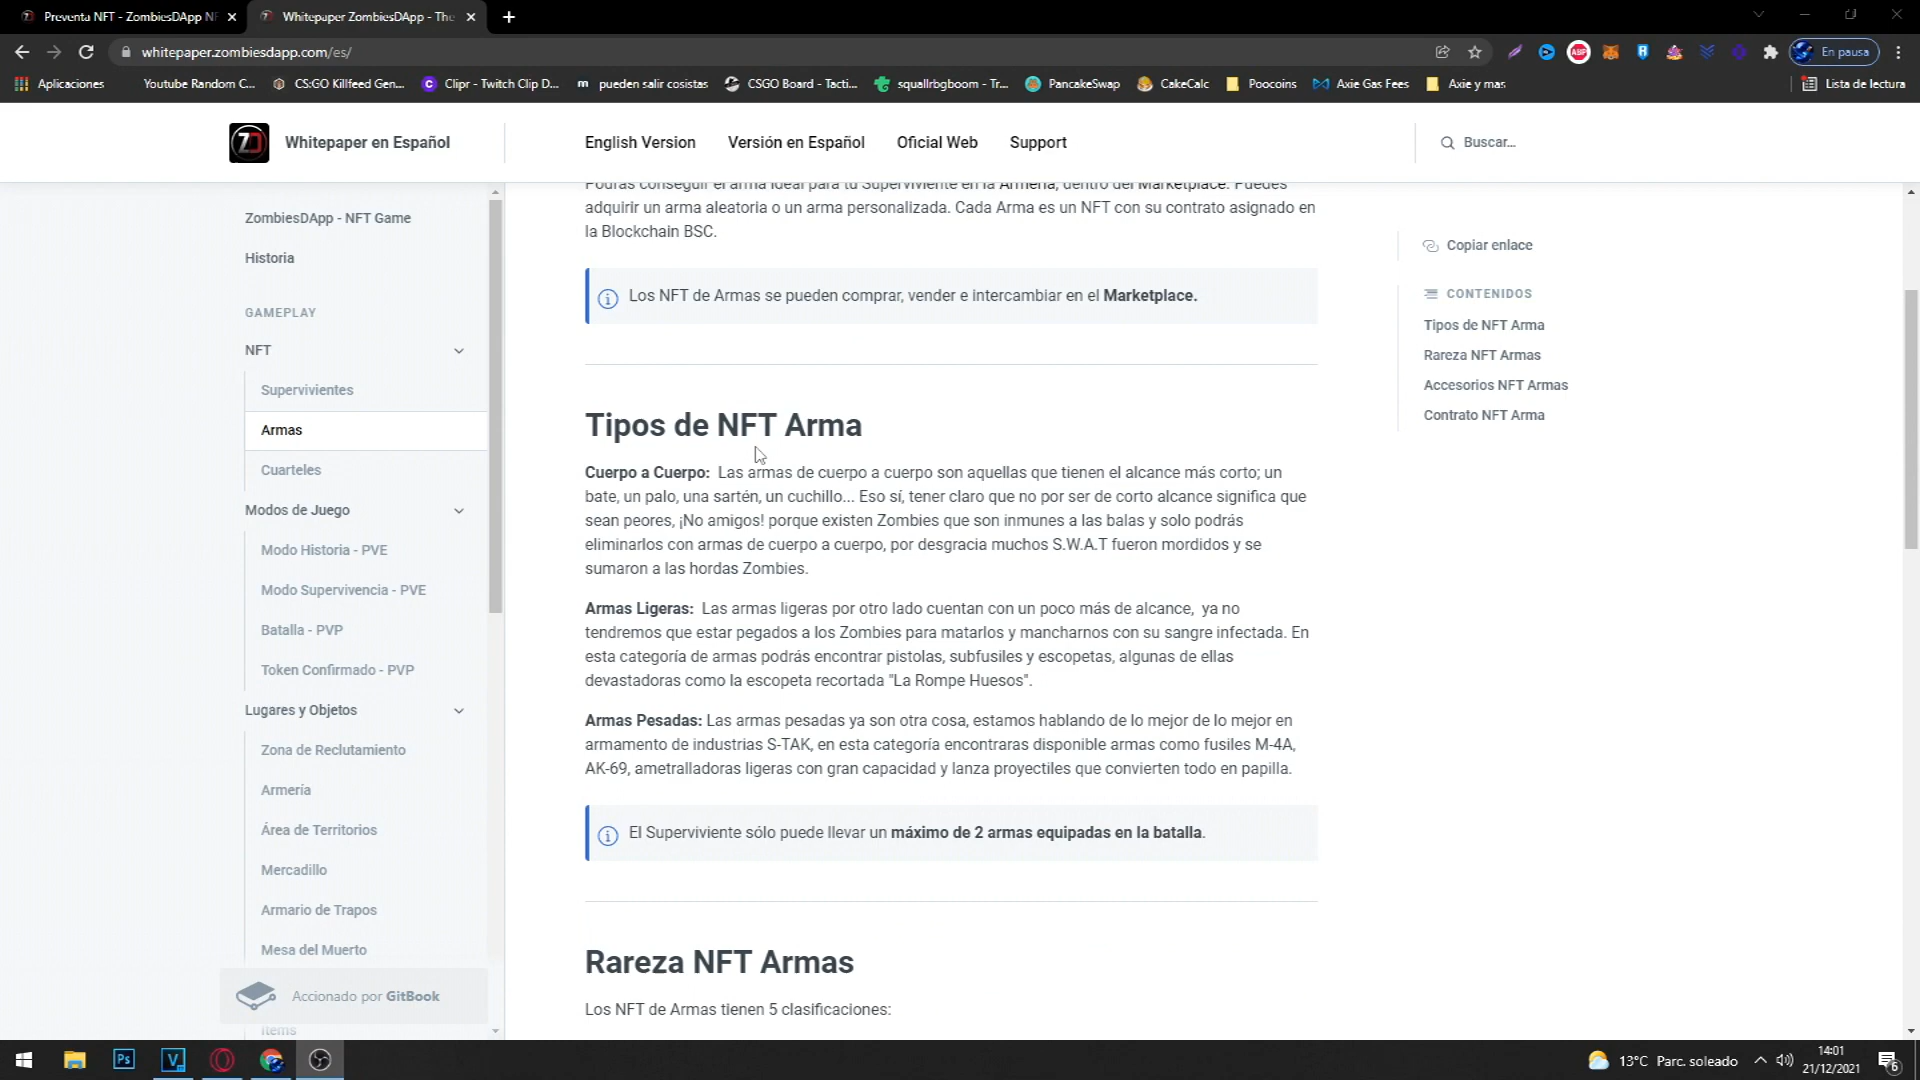 Preventa NFT - ZombiesDApp NF
Whitepaper ZombiesDApp - The
whitepaper.zombiesdapp.com/es/
En pausa
Aplicaciones
Youtube Random C...
CS:GO Killfeed Gen...
Clipr - Twitch Clip D...
pueden salir cosistas
CSGO Board - Tacti...
squallrbgboom - Tr...
PancakeSwap
CakeCalc
Poocoins
Axie Gas Fees
Axie y mas
Lista de lectura
Whitepaper en Español
English Version
Versión en Español
Oficial Web
Support
Buscar...
ZombiesDApp - NFT Game
Historia
GAMEPLAY
NFT
Supervivientes
Armas
Cuarteles
Modos de Juego
Modo Historia - PVE
Modo Supervivencia - PVE
Batalla - PVP
Token Confirmado - PVP
Lugares y Objetos
Zona de Reclutamiento
Armería
Área de Territorios
Mercadillo
Armario de Trapos
Mesa del Muerto
Accionado por GitBook
Items
Podrás conseguir el arma ideal para tu Superviviente en la Armería, dentro del Marketplace. Puedes
adquirir un arma aleatoria o un arma personalizada. Cada Arma es un NFT con su contrato asignado en
la Blockchain BSC.
Los NFT de Armas se pueden comprar, vender e intercambiar en el Marketplace.
Tipos de NFT Arma
Cuerpo a Cuerpo: Las armas de cuerpo a cuerpo son aquellas que tienen el alcance más corto; un
bate, un palo, una sartén, un cuchillo... Eso sí, tener claro que no por ser de corto alcance significa que
sean peores, ¡No amigos! porque existen Zombies que son inmunes a las balas y solo podrás
eliminarlos con armas de cuerpo a cuerpo, por desgracia muchos S.W.A.T fueron mordidos y se
sumaron a las hordas Zombies.
Armas Ligeras: Las armas ligeras por otro lado cuentan con un poco más de alcance, ya no
tendremos que estar pegados a los Zombies para matarlos y mancharnos con su sangre infectada. En
esta categoría de armas podrás encontrar pistolas, subfusiles y escopetas, algunas de ellas
devastadoras como la escopeta recortada "La Rompe Huesos".
Armas Pesadas: Las armas pesadas ya son otra cosa, estamos hablando de lo mejor de lo mejor en
armamento de industrias S-TAK, en esta categoría encontraras disponible armas como fusiles M-4A,
AK-69, ametralladoras ligeras con gran capacidad y lanza proyectiles que convierten todo en papilla.
El Superviviente sólo puede llevar un máximo de 2 armas equipadas en la batalla.
Rareza NFT Armas
Los NFT de Armas tienen 5 clasificaciones:
Copiar enlace
CONTENIDOS
Tipos de NFT Arma
Rareza NFT Armas
Accesorios NFT Armas
Contrato NFT Arma
13°C Parc. soleado
14:01
21/12/2021
6